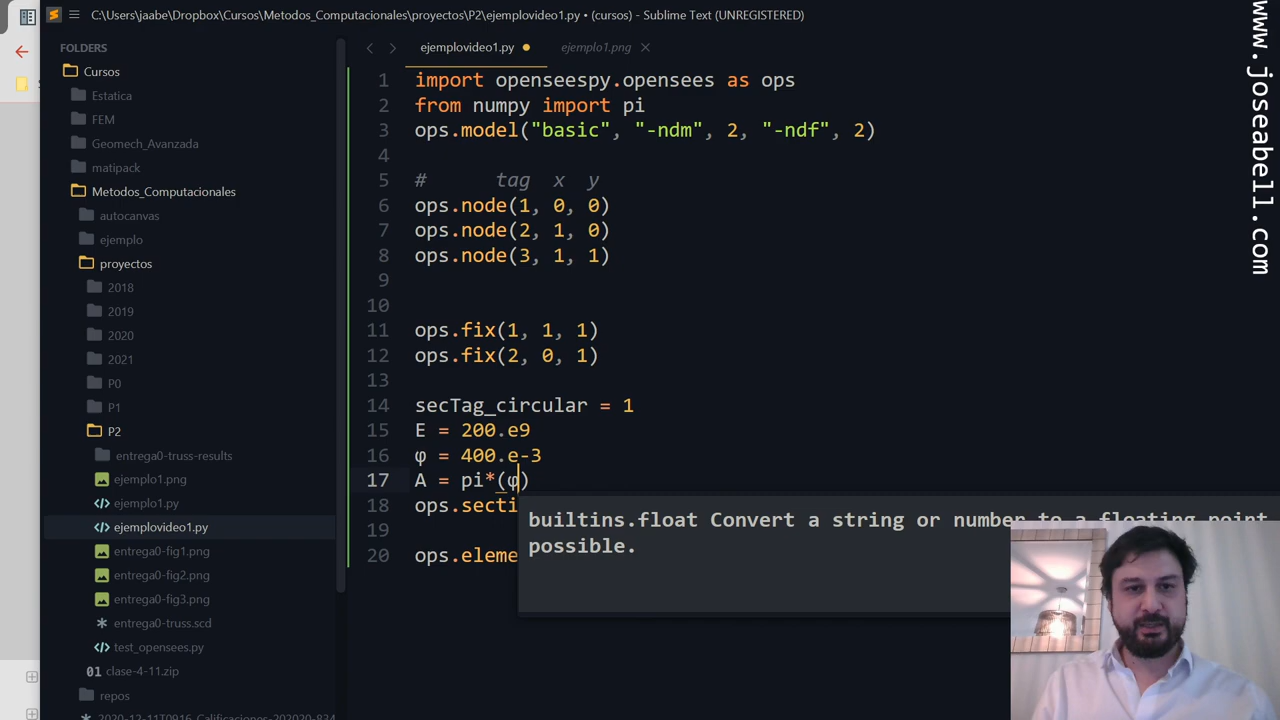 C:\Users\jaabe\Dropbox\Cursos\Metodos_Computacionales\proyectos\P2\ejemplovideo1.py • (cursos) - Sublime Text (UNREGISTERED)
FOLDERS
Cursos
Estatica
FEM
Geomech_Avanzada
matipack
Metodos_Computacionales
autocanvas
ejemplo
proyectos
2018
2019
2020
2021
P0
P1
P2
entrega0-truss-results
ejemplo1.png
ejemplo1.py
ejemplovideo1.py
entrega0-fig1.png
entrega0-fig2.png
entrega0-fig3.png
entrega0-truss.scd
test_opensees.py
clase-4-11.zip
repos
2020-12-11T0916_Calificaciones-202020-834
ejemplovideo1.py
ejemplo1.png
1 import openseespy.opensees as ops
2 from numpy import pi
3 ops.model("basic", "-ndm", 2, "-ndf", 2)
4
5 # tag x y
6 ops.node(1, 0, 0)
7 ops.node(2, 1, 0)
8 ops.node(3, 1, 1)
9
10
11 ops.fix(1, 1, 1)
12 ops.fix(2, 0, 1)
13
14 secTag_circular = 1
15 E = 200.e9
16 φ = 400.e-3
17 A = pi*(φ)
18 ops.secti
19
20 ops.eleme
builtins.float Convert a string or number to a floating point
possible.
www.joseabell.com